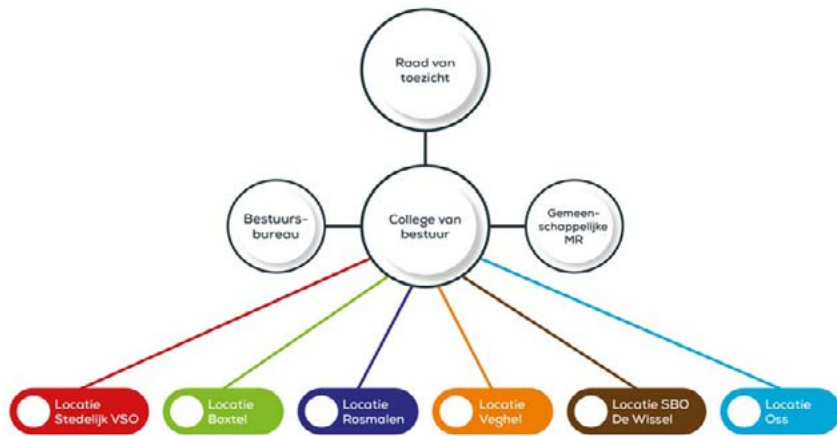 Raad van
toezicht
Bestuurs-
bureau
College van
bestuur
Gemeen-
schappelijke
MR
Locatie
Stedelijk VSO
Locatie
Boxtel
Locatie
Rosmalen
Locatie
Veghel
Locatie SBO
De Wissel
Locatie
Oss